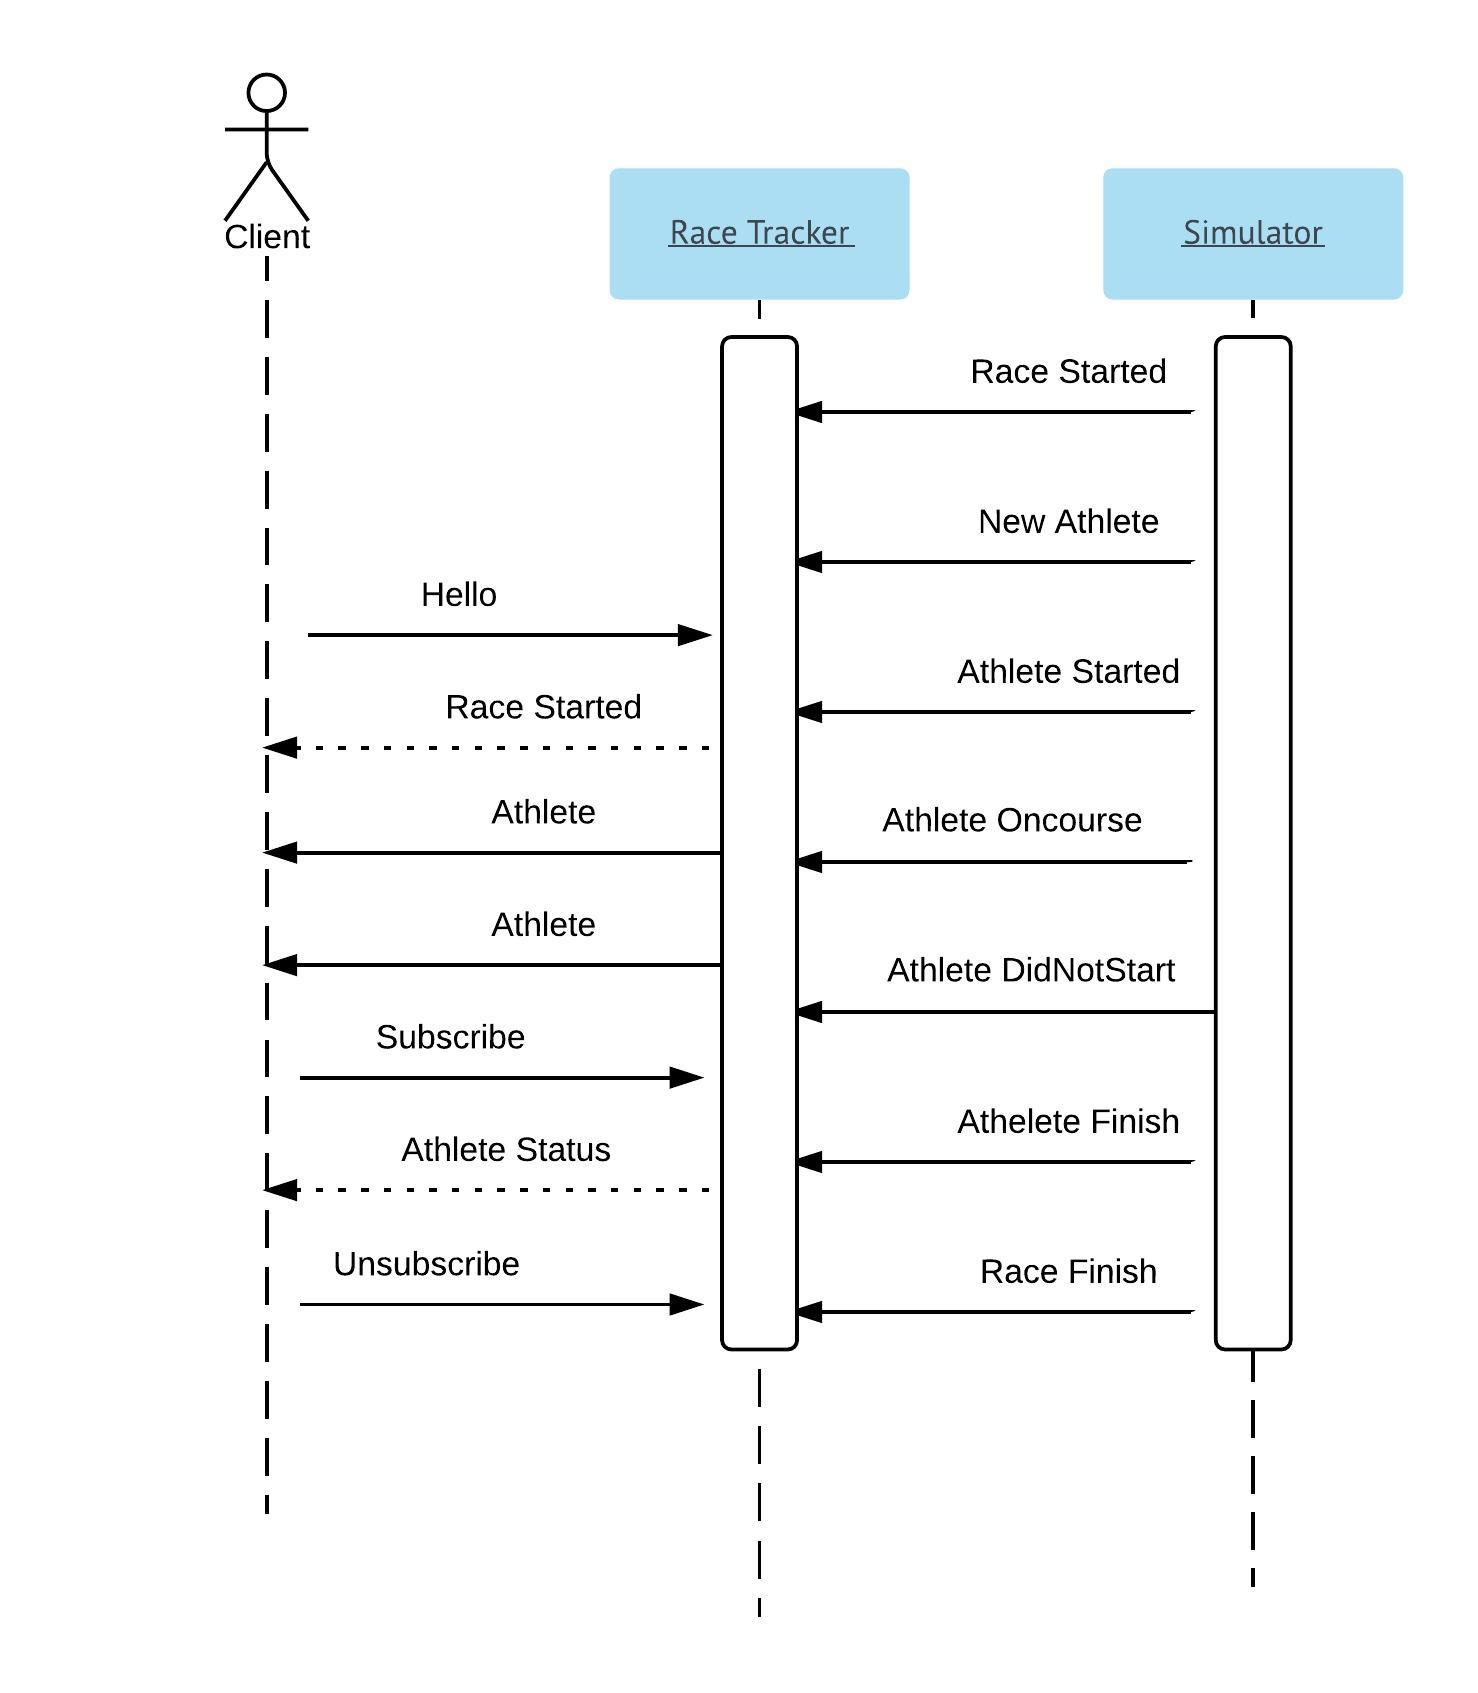 Client
Race Tracker
Simulator
Race Started
New Athlete
Hello
Athlete Started
Race Started
Athlete
Athlete Oncourse
Athlete
Athlete DidNotStart
Subscribe
Athelete Finish
Athlete Status
Unsubscribe
Race Finish